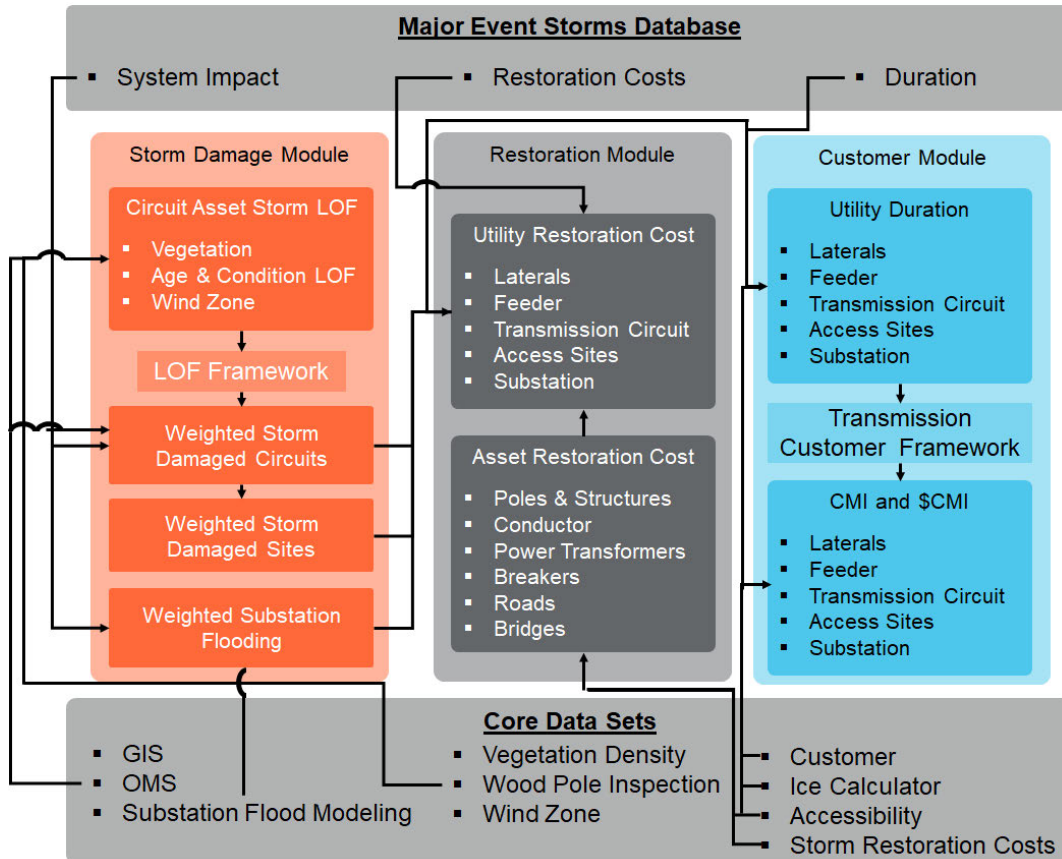 Major Event Storms Database
▪ System Impact
▪ Restoration Costs
▪ Duration
Storm Damage Module
Circuit Asset Storm LOF
▪ Vegetation
▪ Age & Condition LOF
▪ Wind Zone
LOF Framework
Weighted Storm
Damaged Circuits
Weighted Storm
Damaged Sites
Weighted Substation
Flooding
Restoration Module
Utility Restoration Cost
▪ Laterals
▪ Feeder
▪ Transmission Circuit
▪ Access Sites
▪ Substation
Asset Restoration Cost
▪ Poles & Structures
▪ Conductor
▪ Power Transformers
▪ Breakers
▪ Roads
▪ Bridges
Customer Module
Utility Duration
▪ Laterals
▪ Feeder
▪ Transmission Circuit
▪ Access Sites
▪ Substation
Transmission
Customer Framework
CMI and $CMI
▪ Laterals
▪ Feeder
▪ Transmission Circuit
▪ Access Sites
▪ Substation
Core Data Sets
▪ GIS
▪ OMS
▪ Substation Flood Modeling
▪ Vegetation Density
▪ Wood Pole Inspection
▪ Wind Zone
▪ Customer
▪ Ice Calculator
▪ Accessibility
▪ Storm Restoration Costs